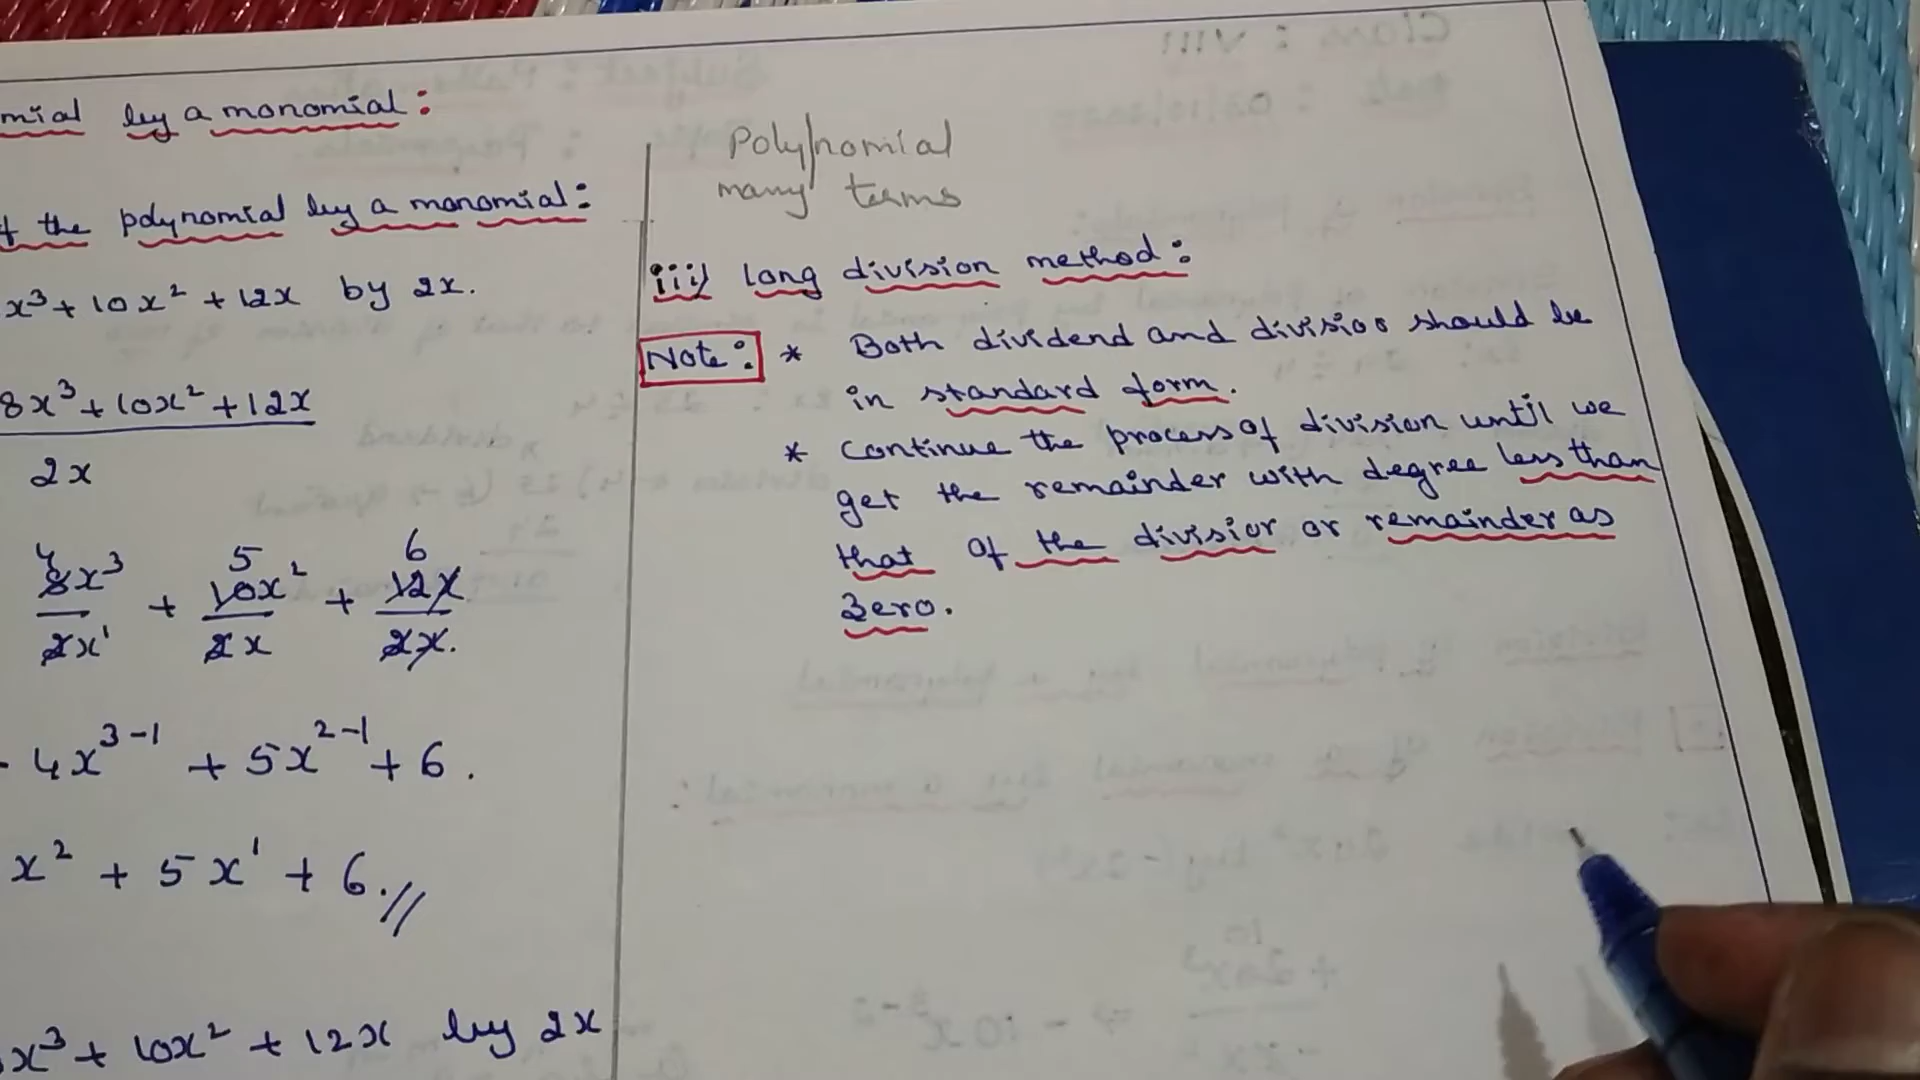 mial by a monomial:
f the polynomial by a monomial:
x³ + 10x² + 12x by 2x.
8x³ + 10x² + 12x
2x
4 5 6
8x³ + 10x² + 12x
2x¹ 2x 2x.
4x³⁻¹ + 5x²⁻¹ + 6.
x² + 5x¹ + 6.//
x³ + 10x² + 12x by 2x
Poly/nomial
many terms
iii) long division method:
Note: * Both dividend and division should be
in standard form.
* Continue the process of division until we
get the remainder with degree less than
that of the divisior or remainder as
Zero.